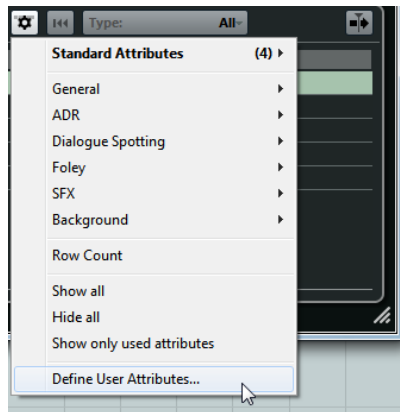 Type: All
Standard Attributes (4)
General
ADR
Dialogue Spotting
Foley
SFX
Background
Row Count
Show all
Hide all
Show only used attributes
Define User Attributes...